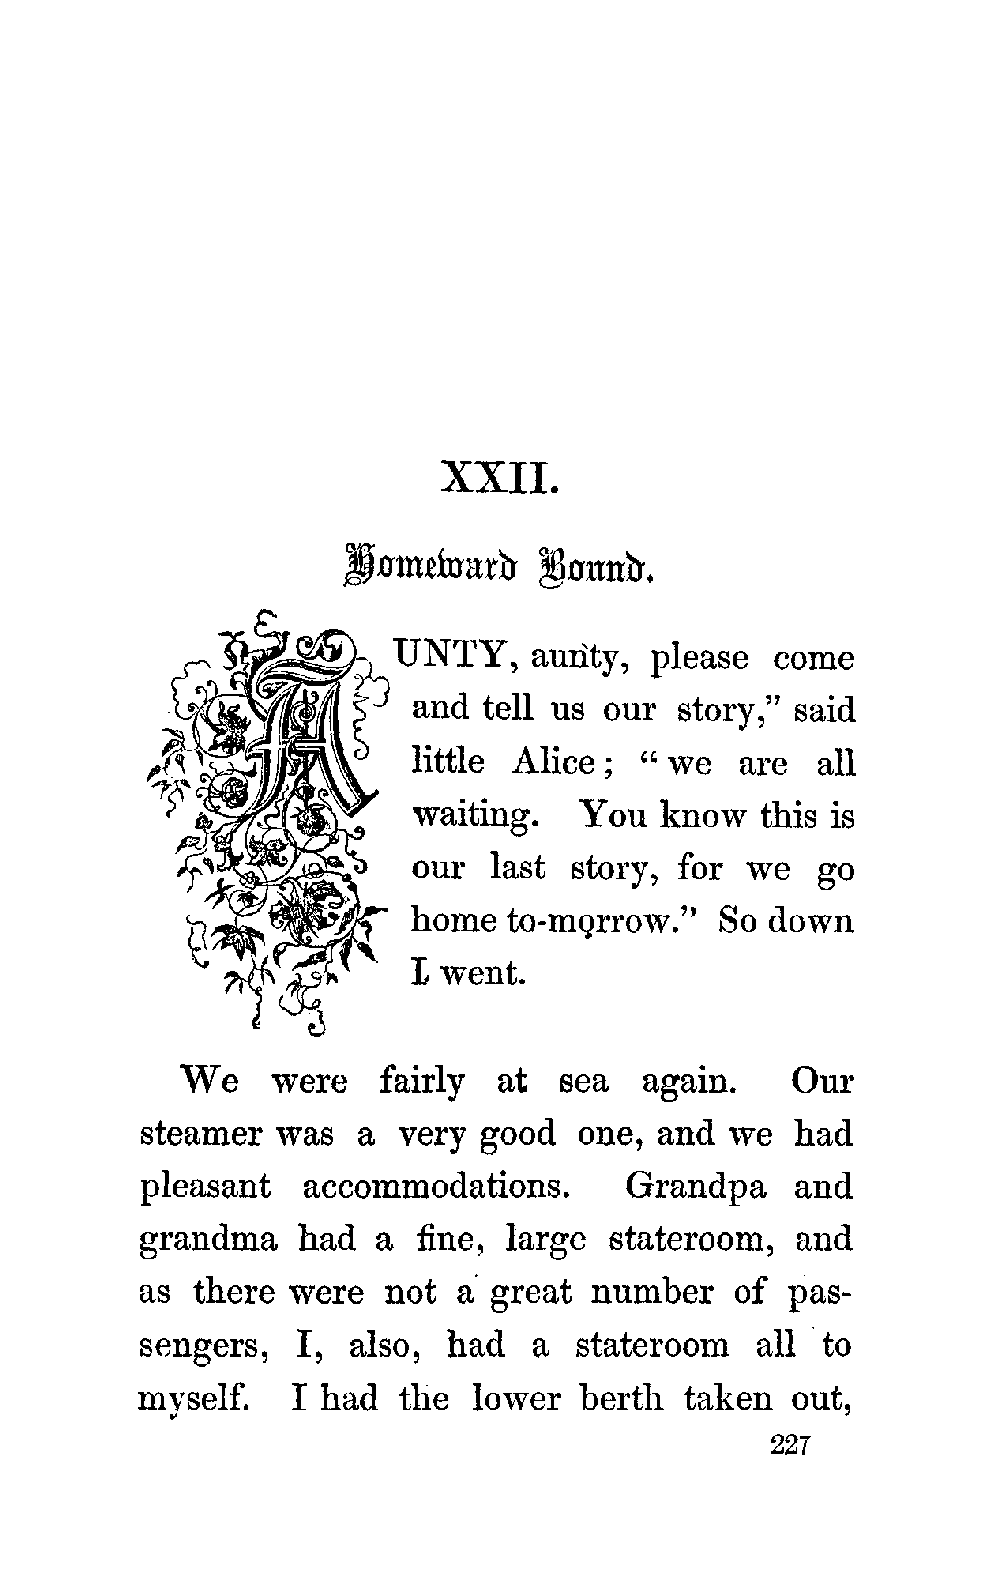 XXII.
Homeward Bound.
AUNTY, aunty, please come
and tell us our story,” said
little Alice; “we are all
waiting. You know this is
our last story, for we go
home to-morrow.” So down
I went.
We were fairly at sea again. Our
steamer was a very good one, and we had
pleasant accommodations. Grandpa and
grandma had a fine, large stateroom, and
as there were not a great number of pas-
sengers, I, also, had a stateroom all to
myself. I had the lower berth taken out,
227